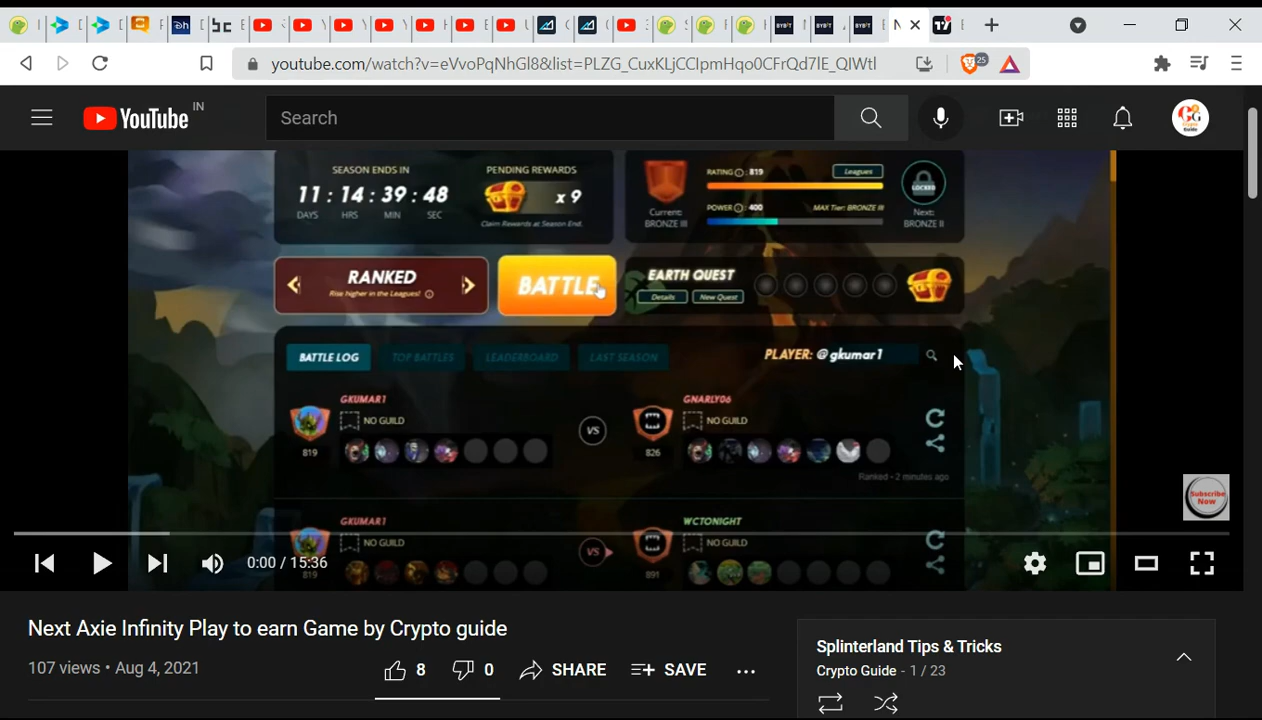 youtube.com/watch?v=eVvoPqNhGl8&list=PLZG_CuxKLjCCIpmHqo0CFrQd7lE_QIWtl
25
YouTube IN
Search
SEASON ENDS IN
11 : 14 : 39 : 48
DAYS HRS MIN SEC
PENDING REWARDS
x 9
Claim Rewards at Season End.
RATING : 819
Leagues
POWER : 400
MAX Tier: BRONZE III
Current:
BRONZE III
LOCKED
Next:
BRONZE II
RANKED
Rise higher in the Leagues!
BATTLE
EARTH QUEST
Details
New Quest
BATTLE LOG
TOP BATTLES
LEADERBOARD
LAST SEASON
PLAYER: @gkumar1
GKUMAR1
NO GUILD
819
VS
GNARLY06
NO GUILD
826
Ranked - 2 minutes ago
GKUMAR1
NO GUILD
819
VS
WCTONIGHT
NO GUILD
891
Subscribe
Now
0:00 / 15:36
Next Axie Infinity Play to earn Game by Crypto guide
107 views • Aug 4, 2021
8
0
SHARE
SAVE
Splinterland Tips & Tricks
Crypto Guide - 1 / 23